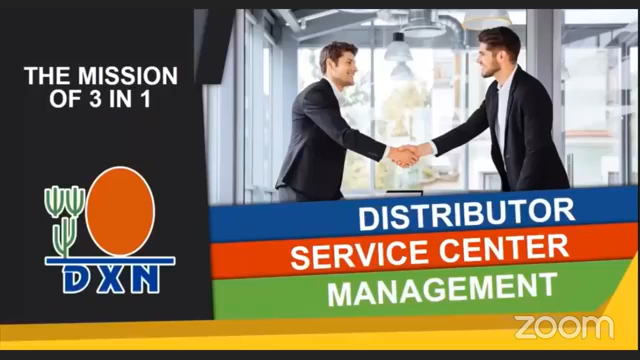 THE MISSION
OF 3 IN 1
DXN
DISTRIBUTOR
SERVICE CENTER
MANAGEMENT
zoom